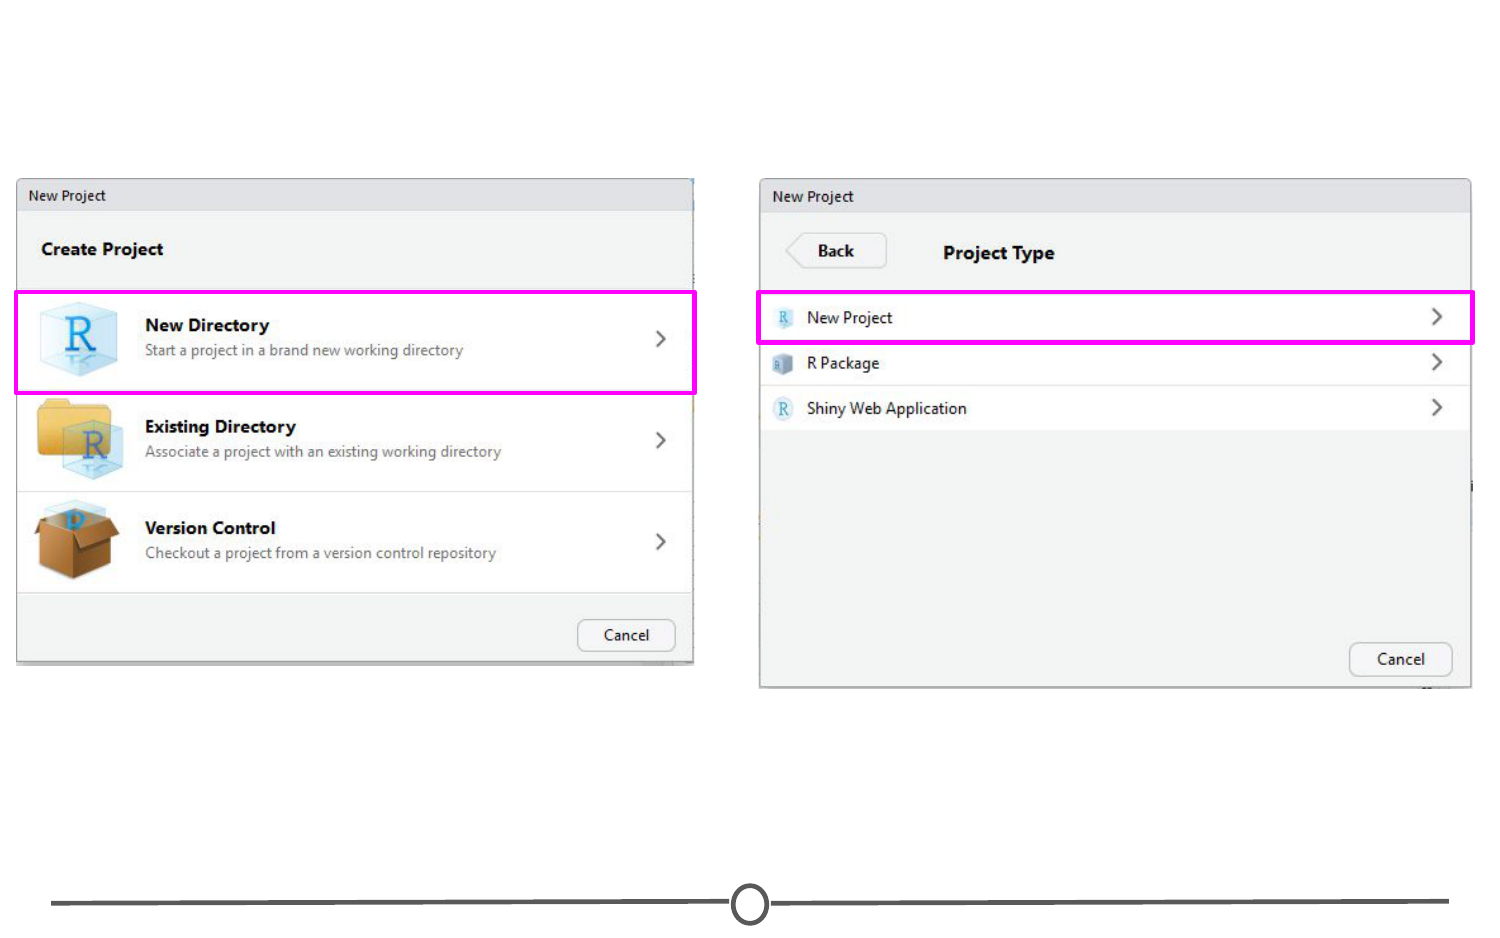 New Project
Create Project
New Directory
Start a project in a brand new working directory
Existing Directory
Associate a project with an existing working directory
Version Control
Checkout a project from a version control repository
Cancel
New Project
Back
Project Type
R New Project
R R Package
R Shiny Web Application
Cancel